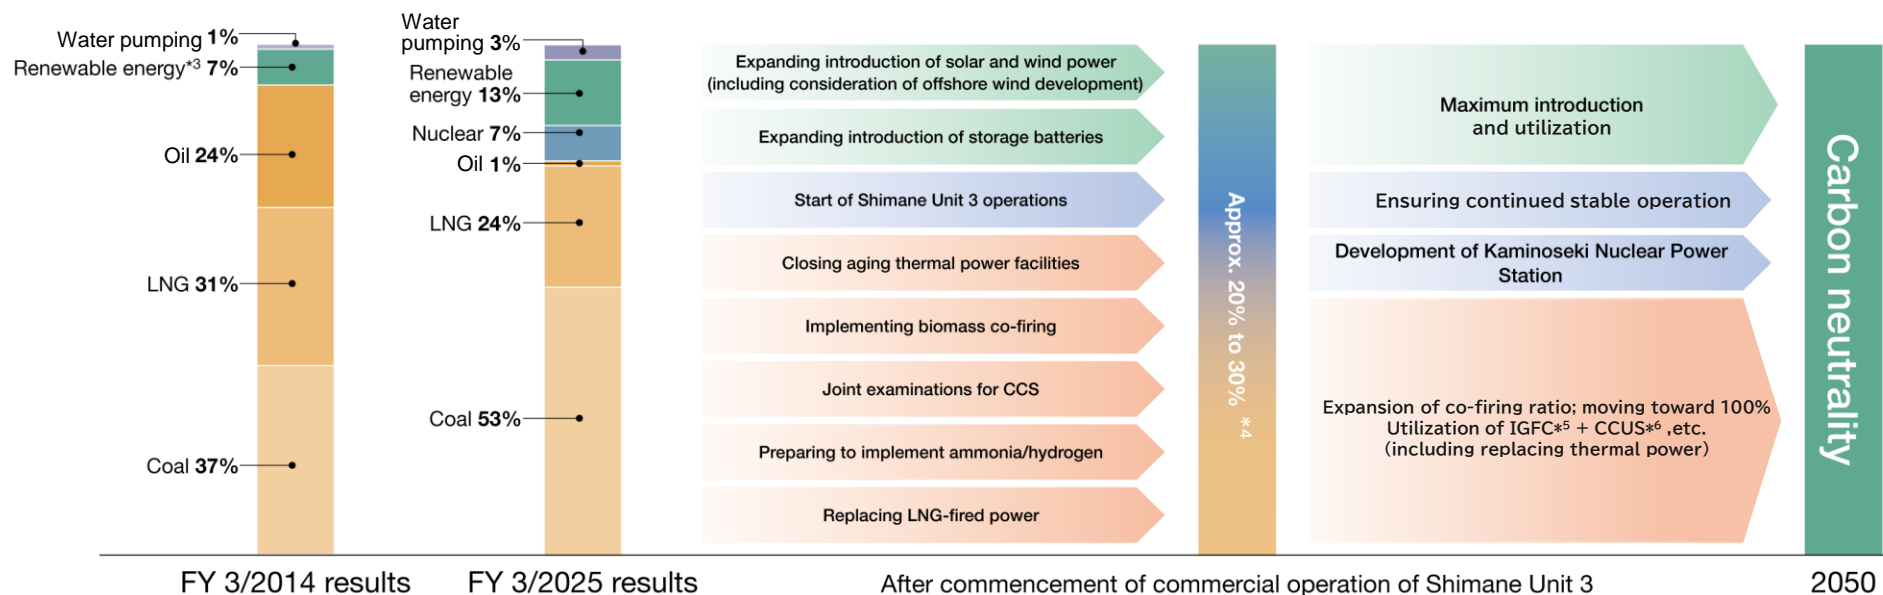 Water pumping 1%
Renewable energy*3 7%
Oil 24%
LNG 31%
Coal 37%
FY 3/2014 results
Water
pumping 3%
Renewable
energy 13%
Nuclear 7%
Oil 1%
LNG 24%
Coal 53%
FY 3/2025 results
Expanding introduction of solar and wind power
(including consideration of offshore wind development)
Expanding introduction of storage batteries
Start of Shimane Unit 3 operations
Closing aging thermal power facilities
Implementing biomass co-firing
Joint examinations for CCS
Preparing to implement ammonia/hydrogen
Replacing LNG-fired power
Approx. 20% to 30% *4
After commencement of commercial operation of Shimane Unit 3
Maximum introduction
and utilization
Ensuring continued stable operation
Development of Kaminoseki Nuclear Power
Station
Expansion of co-firing ratio; moving toward 100%
Utilization of IGFC*5 + CCUS*6 ,etc.
(including replacing thermal power)
Carbon neutrality
2050